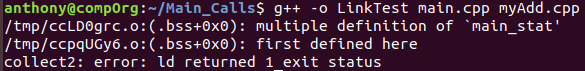 anthony@compOrg:~/Main_Calls$ g++ -o LinkTest main.cpp myAdd.cpp
/tmp/ccLD0grc.o:(.bss+0x0): multiple definition of `main_stat'
/tmp/ccpqUGy6.o:(.bss+0x0): first defined here
collect2: error: ld returned 1 exit status